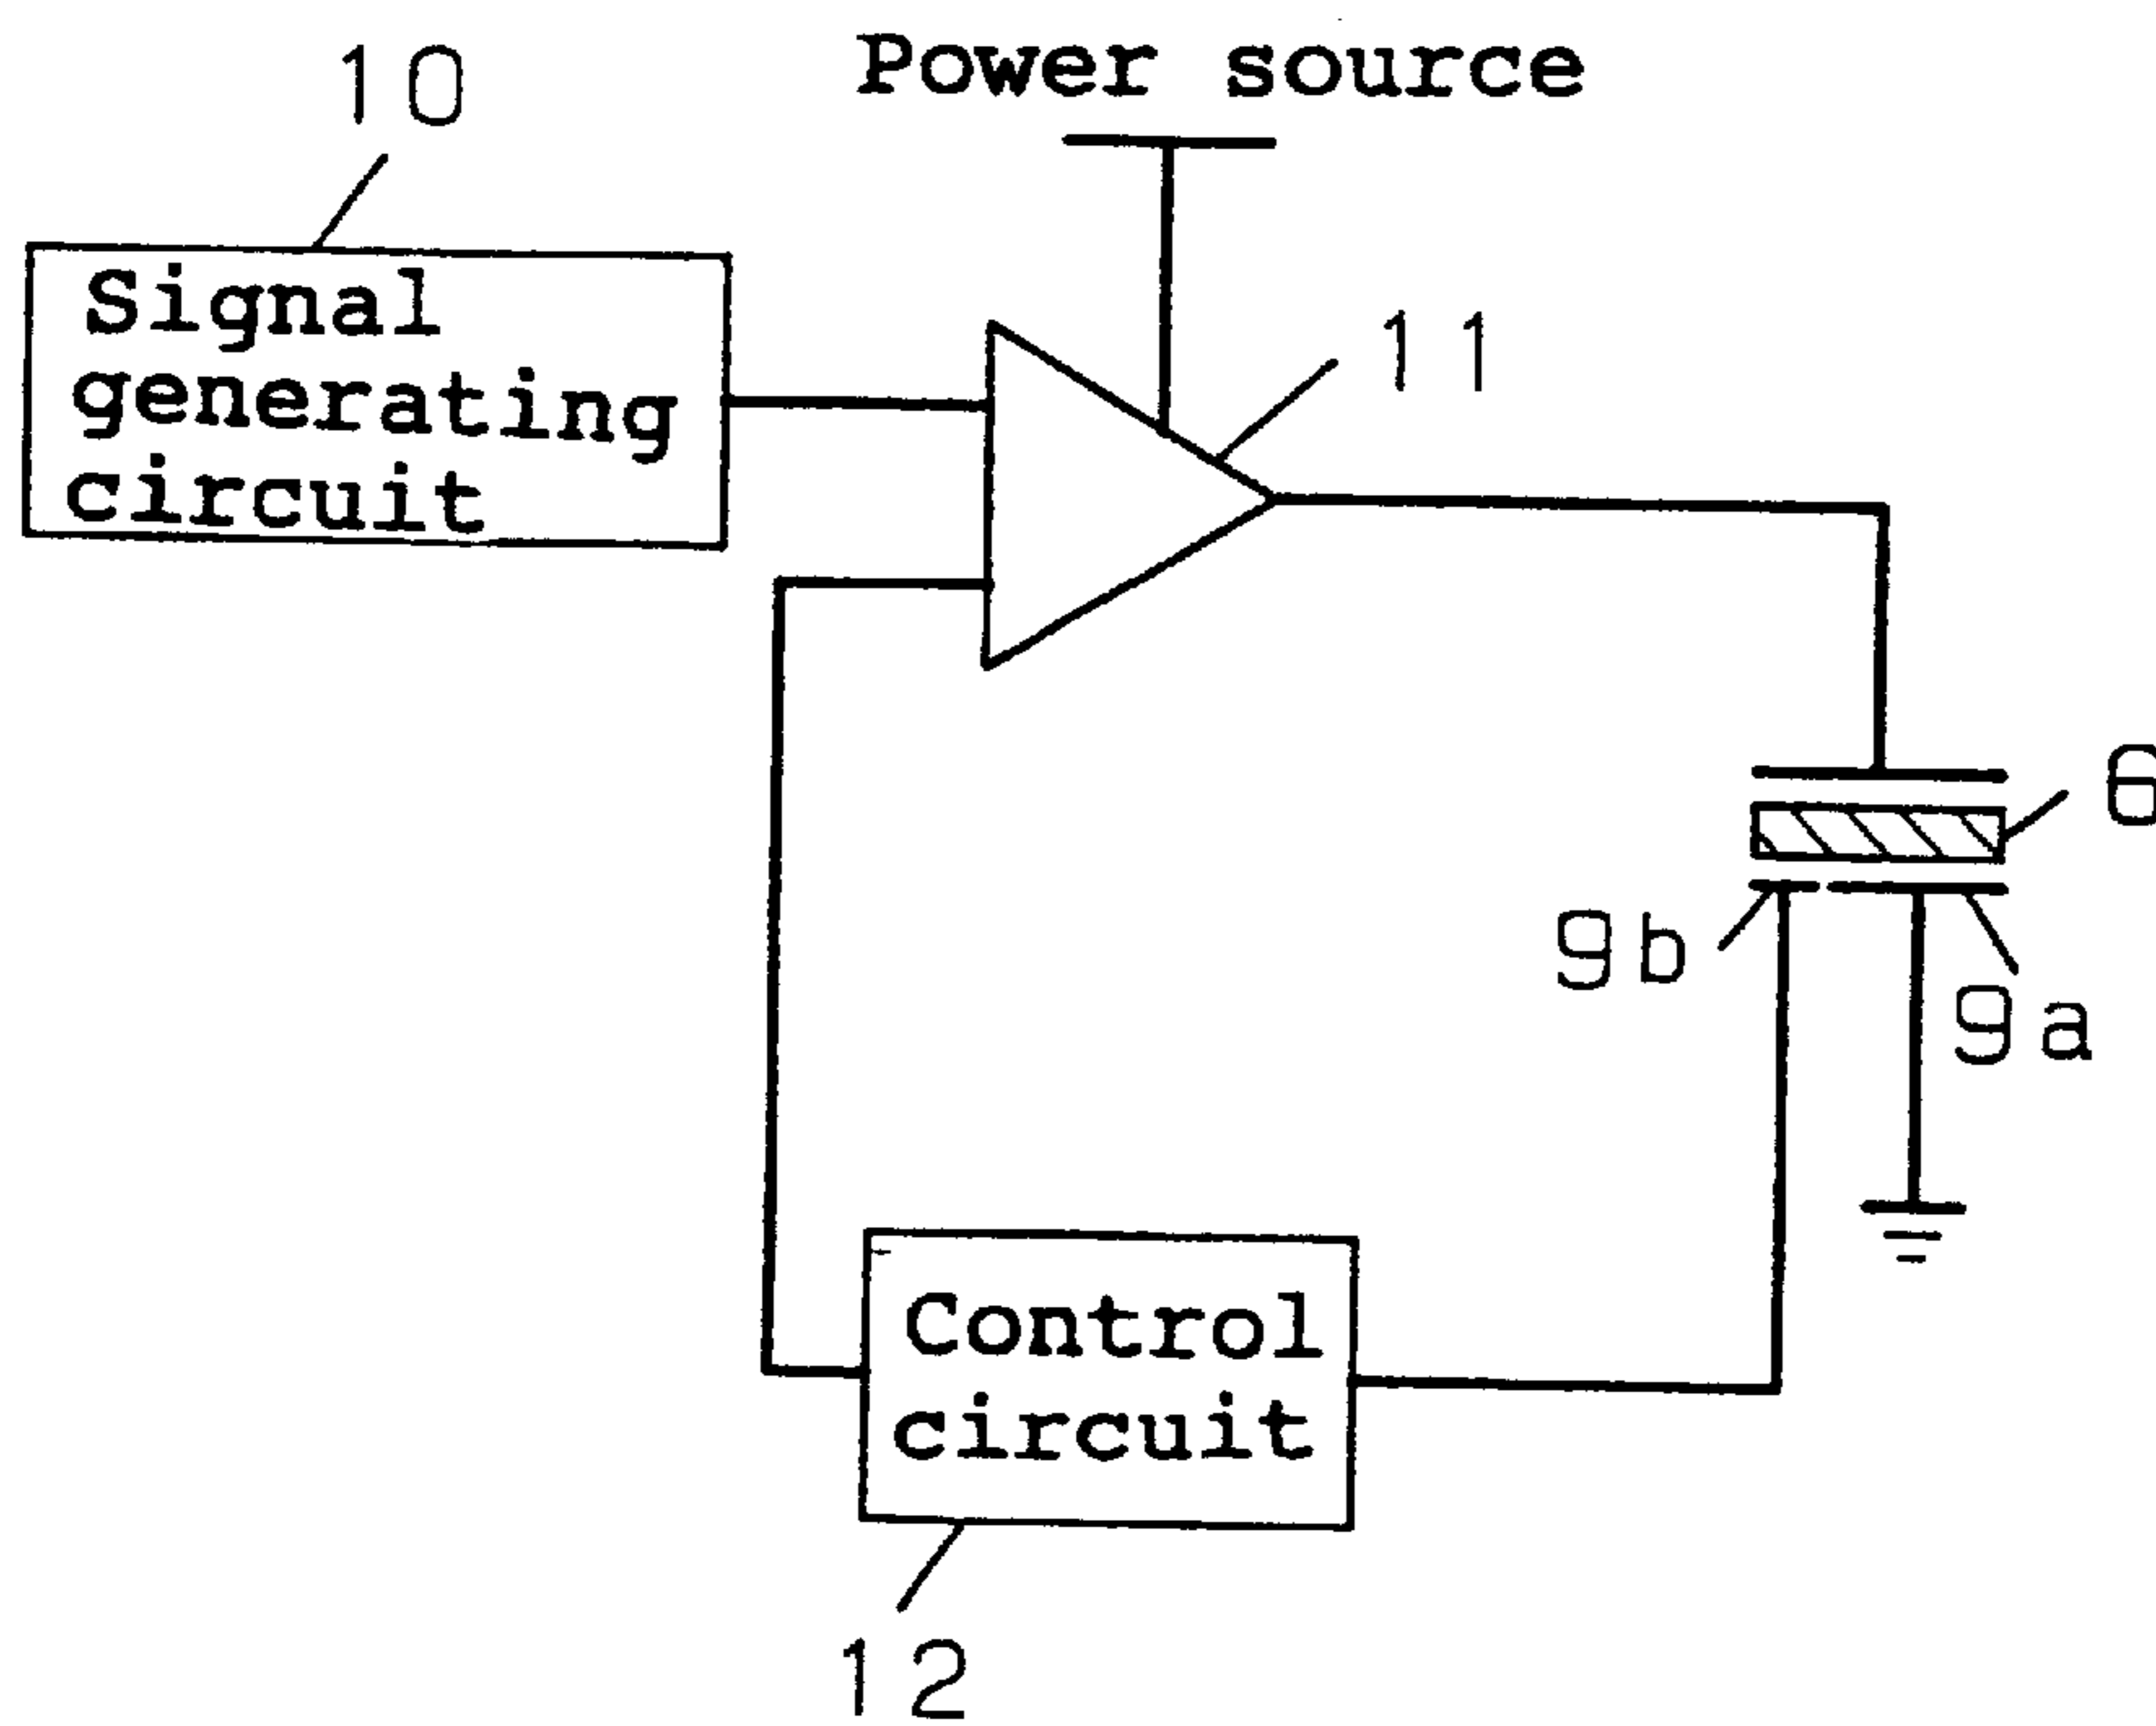 10
Power source
Signal
generating
circuit
11
6
9b
9a
Control
circuit
12